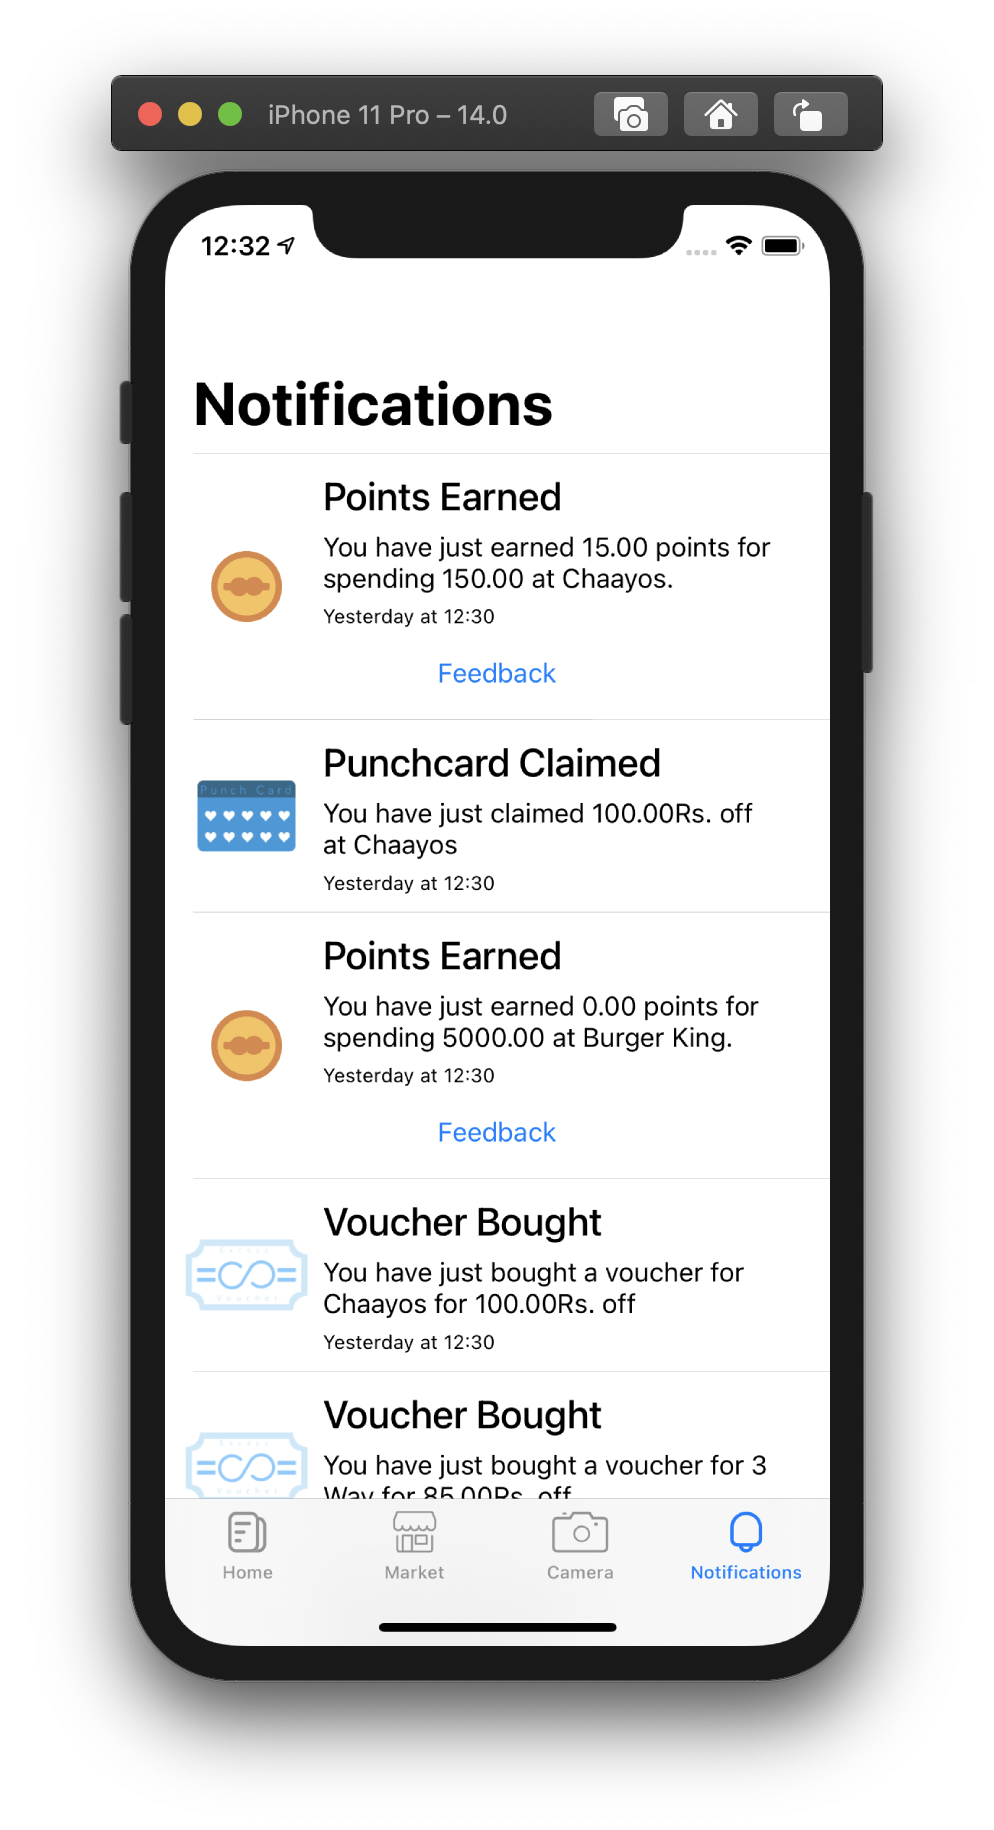 iPhone 11 Pro – 14.0
12:32
Notifications
Points Earned
You have just earned 15.00 points for
spending 150.00 at Chaayos.
Yesterday at 12:30
Feedback
Punch Card
Punchcard Claimed
You have just claimed 100.00Rs. off
at Chaayos
Yesterday at 12:30
Points Earned
You have just earned 0.00 points for
spending 5000.00 at Burger King.
Yesterday at 12:30
Feedback
Voucher
Voucher Bought
You have just bought a voucher for
Chaayos for 100.00Rs. off
Yesterday at 12:30
Voucher
Voucher Bought
You have just bought a voucher for 3
Way for 85.00Rs. off
Home
Market
Camera
Notifications